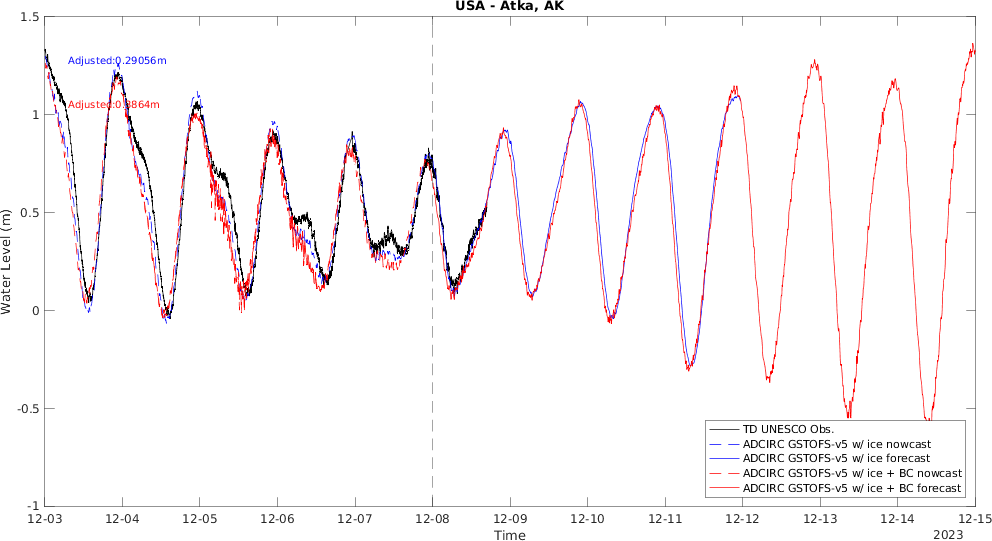 USA - Atka, AK
1.5
Adjusted:0.29056m
Adjusted:0.3864m
1
0.5
Water Level (m)
0
-0.5
TD UNESCO Obs.
ADCIRC GSTOFS-v5 w/ ice nowcast
ADCIRC GSTOFS-v5 w/ ice forecast
ADCIRC GSTOFS-v5 w/ ice + BC nowcast
ADCIRC GSTOFS-v5 w/ ice + BC forecast
-1
12-03 12-04 12-05 12-06 12-07 12-08 12-09 12-10 12-11 12-12 12-13 12-14 12-15
Time
2023